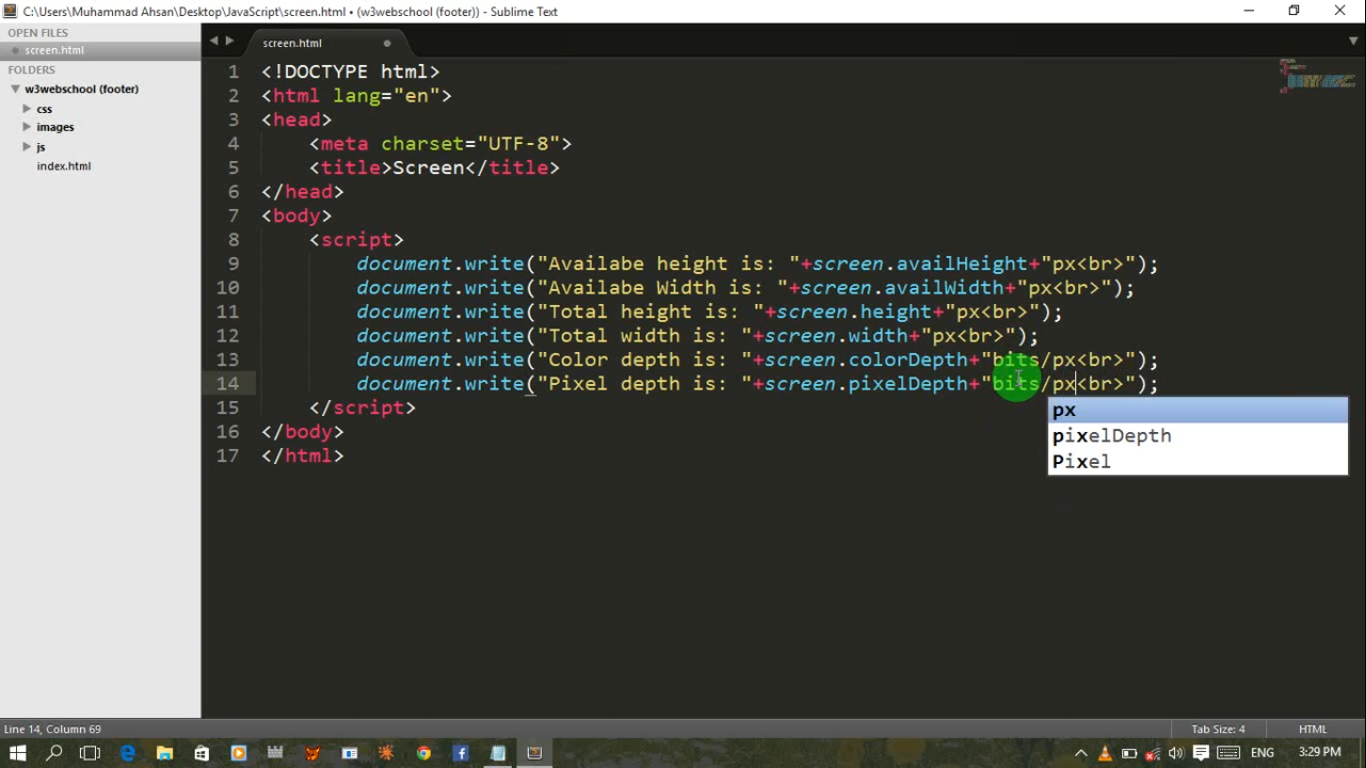 C:\Users\Muhammad Ahsan\Desktop\JavaScript\screen.html • (w3webschool (footer)) - Sublime Text
OPEN FILES
screen.html
FOLDERS
w3webschool (footer)
css
images
js
index.html
screen.html
1 <!DOCTYPE html>
2 <html lang="en">
3 <head>
4 <meta charset="UTF-8">
5 <title>Screen</title>
6 </head>
7 <body>
8 <script>
9 document.write("Availabe height is: "+screen.availHeight+"px<br>");
10 document.write("Availabe Width is: "+screen.availWidth+"px<br>");
11 document.write("Total height is: "+screen.height+"px<br>");
12 document.write("Total width is: "+screen.width+"px<br>");
13 document.write("Color depth is: "+screen.colorDepth+"bits/px<br>");
14 document.write("Pixel depth is: "+screen.pixelDepth+"bits/px<br>");
15 </script>
16 </body>
17 </html>
px
pixelDepth
Pixel
Line 14, Column 69
Tab Size: 4
HTML
ENG
3:29 PM